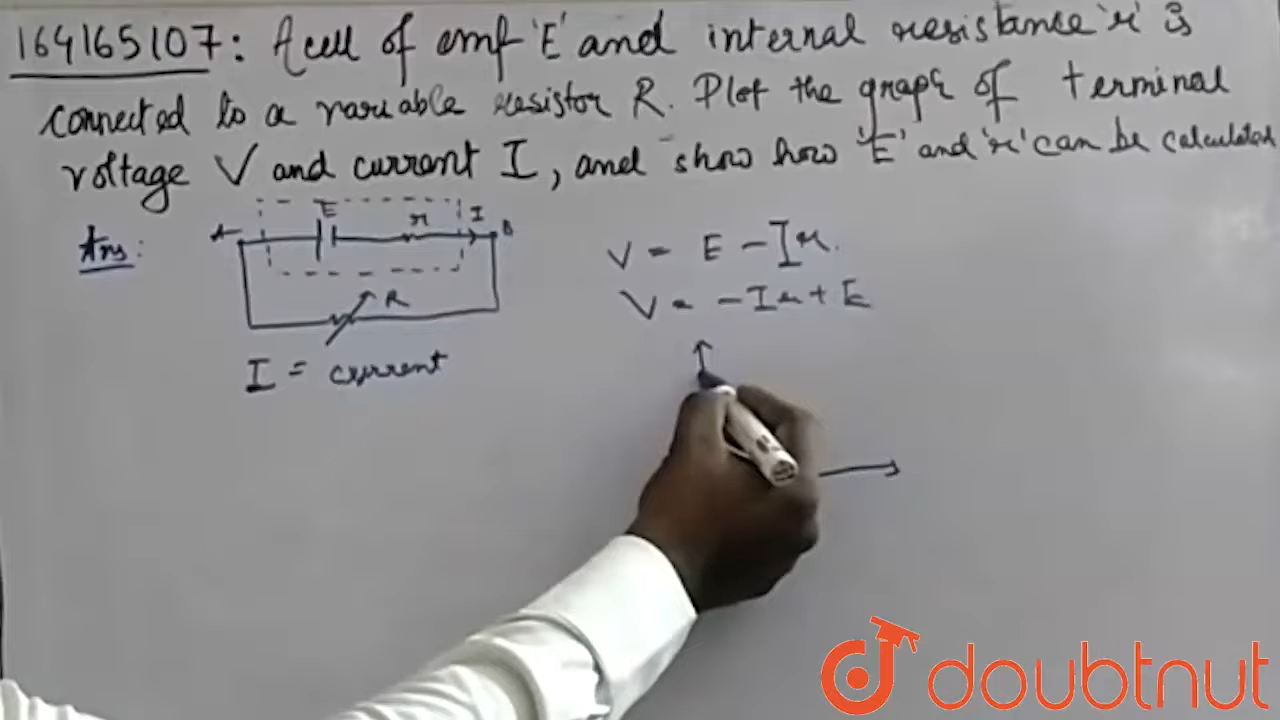 164165107: A cell of emf 'E' and internal resistance 'r' is
connected to a variable resistor R. Plot the graph of terminal
voltage V and current I, and show how 'E' and 'r' can be calculated
Ans:
A E r I B
R
I = current
V = E - Ir.
V = - Ir + E
doubtnut